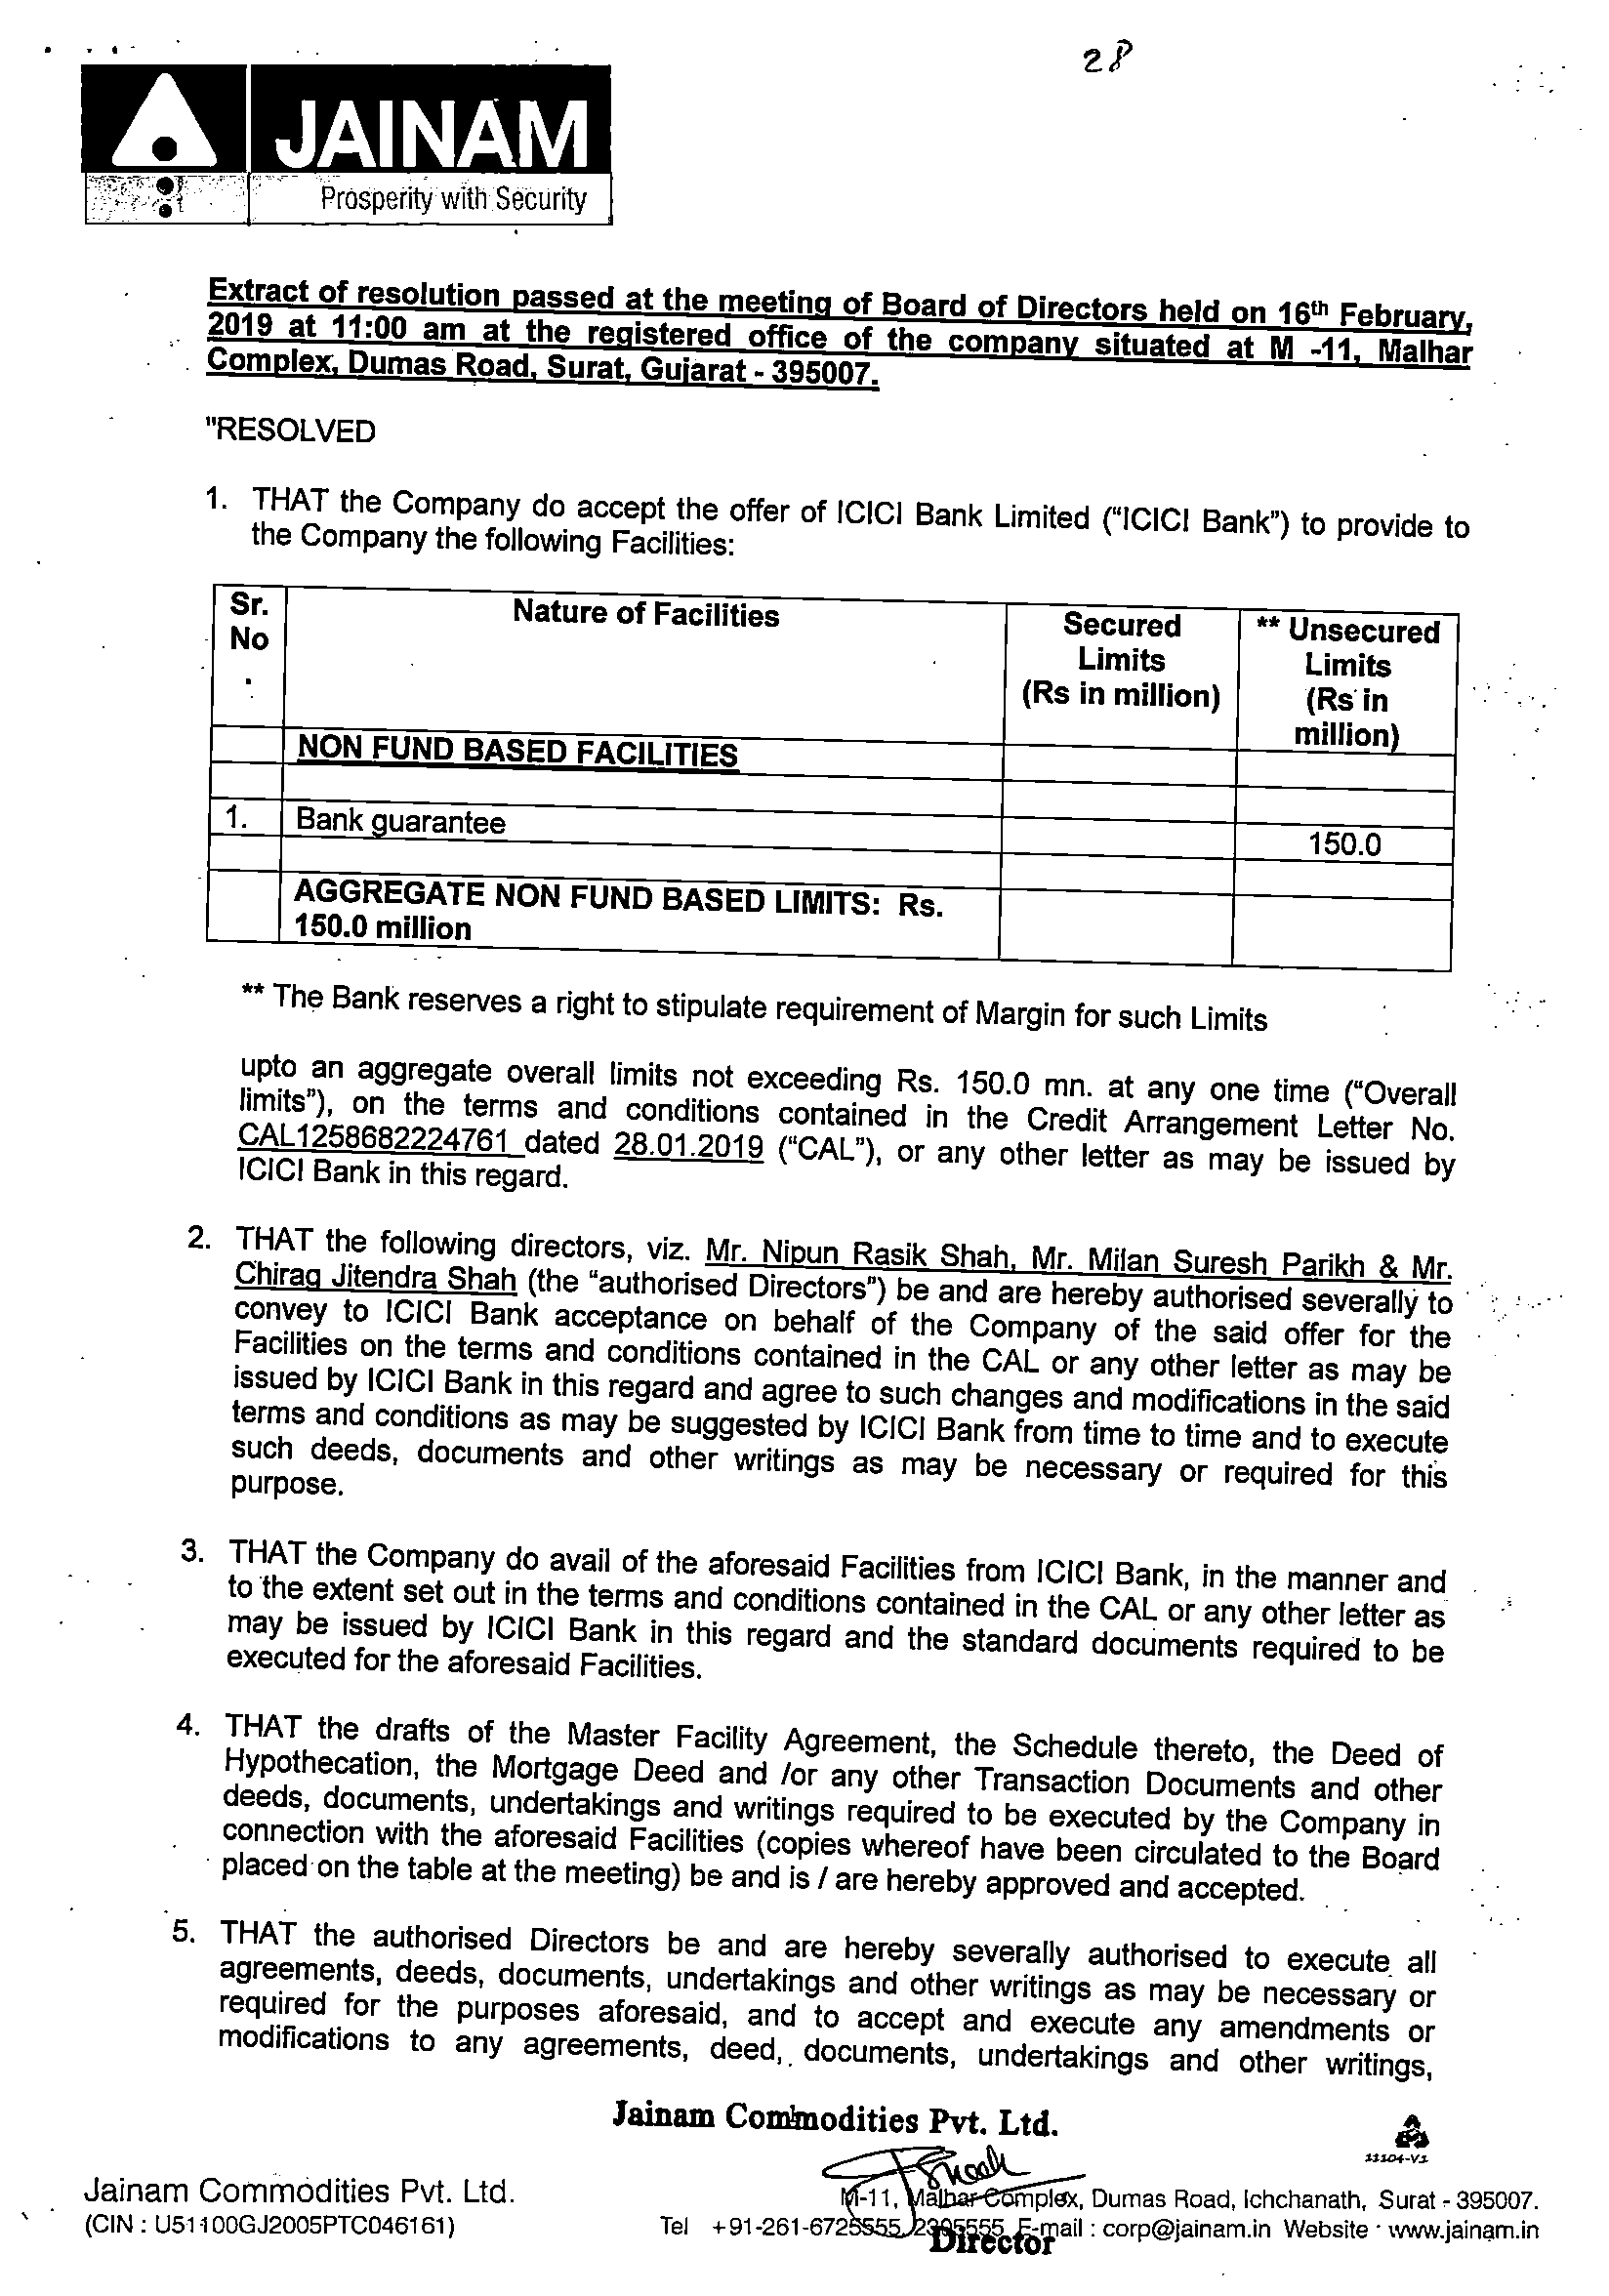 28
JAINAM
Prosperity with Security
Extract of resolution passed at the meeting of Board of Directors held on 16th February,
2019 at 11:00 am at the registered office of the company situated at M -11, Malhar
Complex, Dumas Road, Surat, Gujarat - 395007.
"RESOLVED
1. THAT the Company do accept the offer of ICICI Bank Limited (“ICICI Bank”) to provide to
the Company the following Facilities:
Sr. No . Nature of Facilities Secured Limits (Rs in million) ** Unsecured Limits (Rs in million)
NON FUND BASED FACILITIES
1. Bank guarantee 150.0
AGGREGATE NON FUND BASED LIMITS: Rs.
150.0 million
** The Bank reserves a right to stipulate requirement of Margin for such Limits
upto an aggregate overall limits not exceeding Rs. 150.0 mn. at any one time (“Overall
limits”), on the terms and conditions contained in the Credit Arrangement Letter No.
CAL1258682224761 dated 28.01.2019 (“CAL”), or any other letter as may be issued by
ICICI Bank in this regard.
2. THAT the following directors, viz. Mr. Nipun Rasik Shah, Mr. Milan Suresh Parikh & Mr.
Chirag Jitendra Shah (the “authorised Directors”) be and are hereby authorised severally to
convey to ICICI Bank acceptance on behalf of the Company of the said offer for the
Facilities on the terms and conditions contained in the CAL or any other letter as may be
issued by ICICI Bank in this regard and agree to such changes and modifications in the said
terms and conditions as may be suggested by ICICI Bank from time to time and to execute
such deeds, documents and other writings as may be necessary or required for this
purpose.
3. THAT the Company do avail of the aforesaid Facilities from ICICI Bank, in the manner and
to the extent set out in the terms and conditions contained in the CAL or any other letter as
may be issued by ICICI Bank in this regard and the standard documents required to be
executed for the aforesaid Facilities.
4. THAT the drafts of the Master Facility Agreement, the Schedule thereto, the Deed of
Hypothecation, the Mortgage Deed and /or any other Transaction Documents and other
deeds, documents, undertakings and writings required to be executed by the Company in
connection with the aforesaid Facilities (copies whereof have been circulated to the Board
placed on the table at the meeting) be and is / are hereby approved and accepted.
5. THAT the authorised Directors be and are hereby severally authorised to execute all
agreements, deeds, documents, undertakings and other writings as may be necessary or
required for the purposes aforesaid, and to accept and execute any amendments or
modifications to any agreements, deed, documents, undertakings and other writings,
Jainam Commodities Pvt. Ltd.
11104-V1
Jainam Commodities Pvt. Ltd.
M-11, Malhar Complex, Dumas Road, Ichchanath, Surat - 395007.
(CIN : U51100GJ2005PTC046161)
Tel +91-261-6725555, 2305555 E-mail : corp@jainam.in Website : www.jainam.in
Director